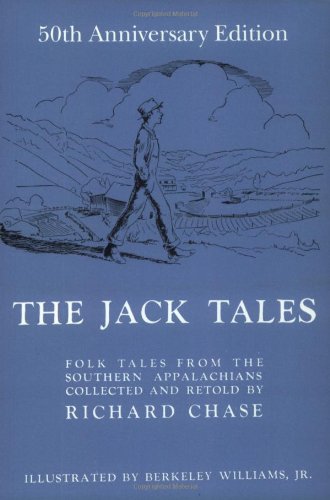 50th Anniversary Edition
THE JACK TALES
FOLK TALES FROM THE
SOUTHERN APPALACHIANS
COLLECTED AND RETOLD BY
RICHARD CHASE
ILLUSTRATED BY BERKELEY WILLIAMS, JR.